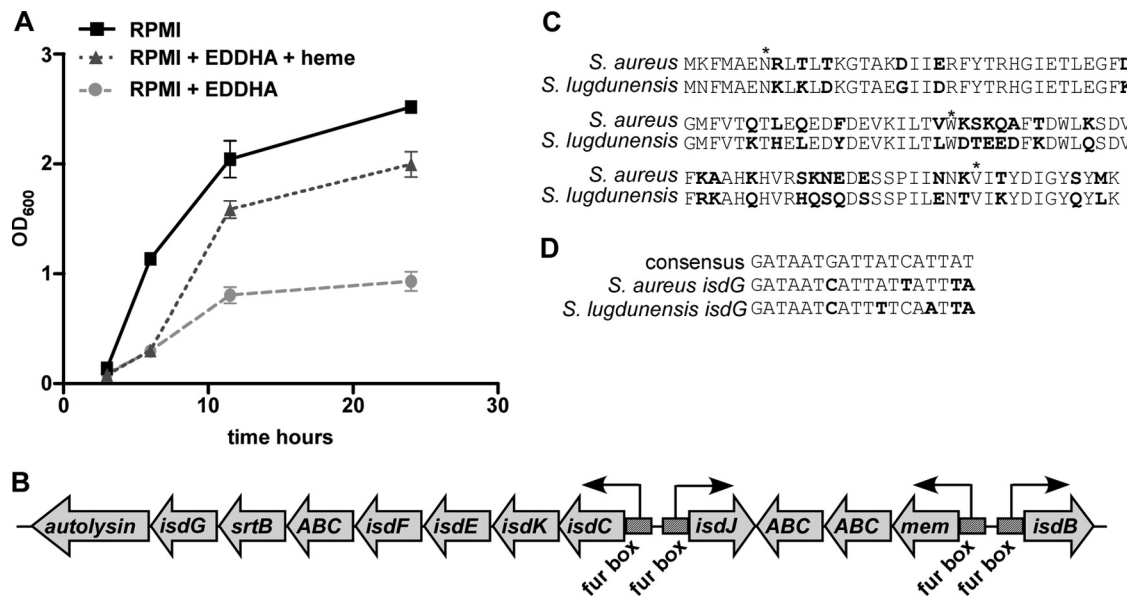 A
RPMI
RPMI + EDDHA + heme
RPMI + EDDHA
3
2
1
0
OD600
0 10 20 30
time hours
C
*
S. aureus MKFMAENRLTLTKGTAKDIIERFYTRHGIETLEGFD
S. lugdunensis MNFMAENKLKLDKGTAEGIIDRFYTRHGIETLEGFK
*
S. aureus GMFVTQTLEQEDFDEVKILTVWKSKQAFTDWLKSDV
S. lugdunensis GMFVTKTHELEDYDEVKILTLWDTEEDFKDWLQSDV
*
S. aureus FKAAHKHVRSKNEDESSPIINNKVITYDIGYSYMK
S. lugdunensis FRKAHQHVRHQSQDSSSPILENTVIKYDIGYQYLK
D
consensus GATAATGATTATCATTAT
S. aureus isdG GATAATCATTATTATTTA
S. lugdunensis isdG GATAATCATTTTCAATTA
B
autolysin isdG srtB ABC isdF isdE isdK isdC isdJ ABC ABC mem isdB
fur box fur box fur box fur box